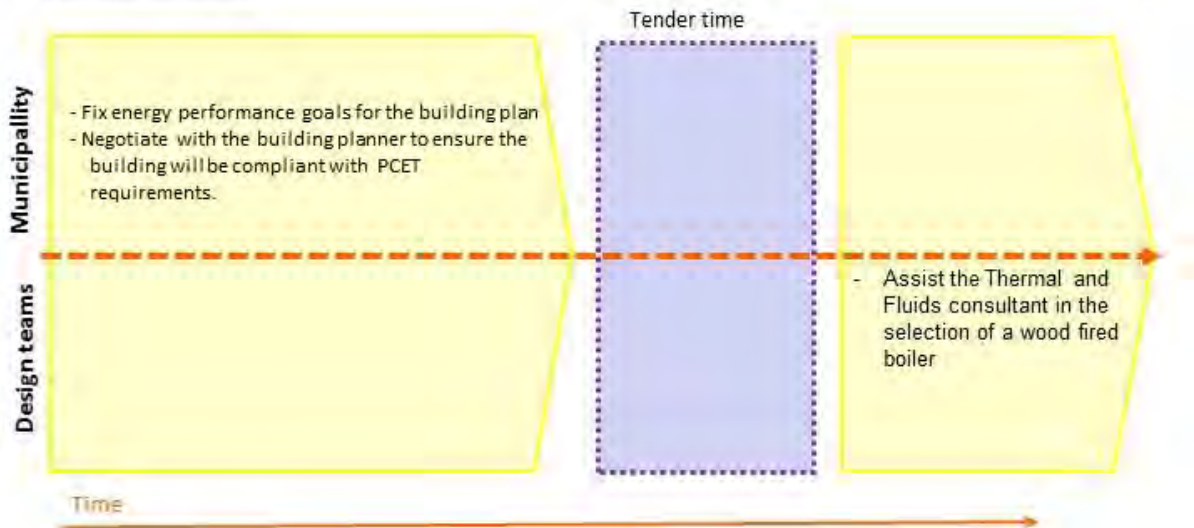 Tender time
Municipallity
- Fix energy performance goals for the building plan
- Negotiate with the building planner to ensure the
building will be compliant with PCET
requirements.
Design teams
- Assist the Thermal and
Fluids consultant in the
selection of a wood fired
boiler
Time